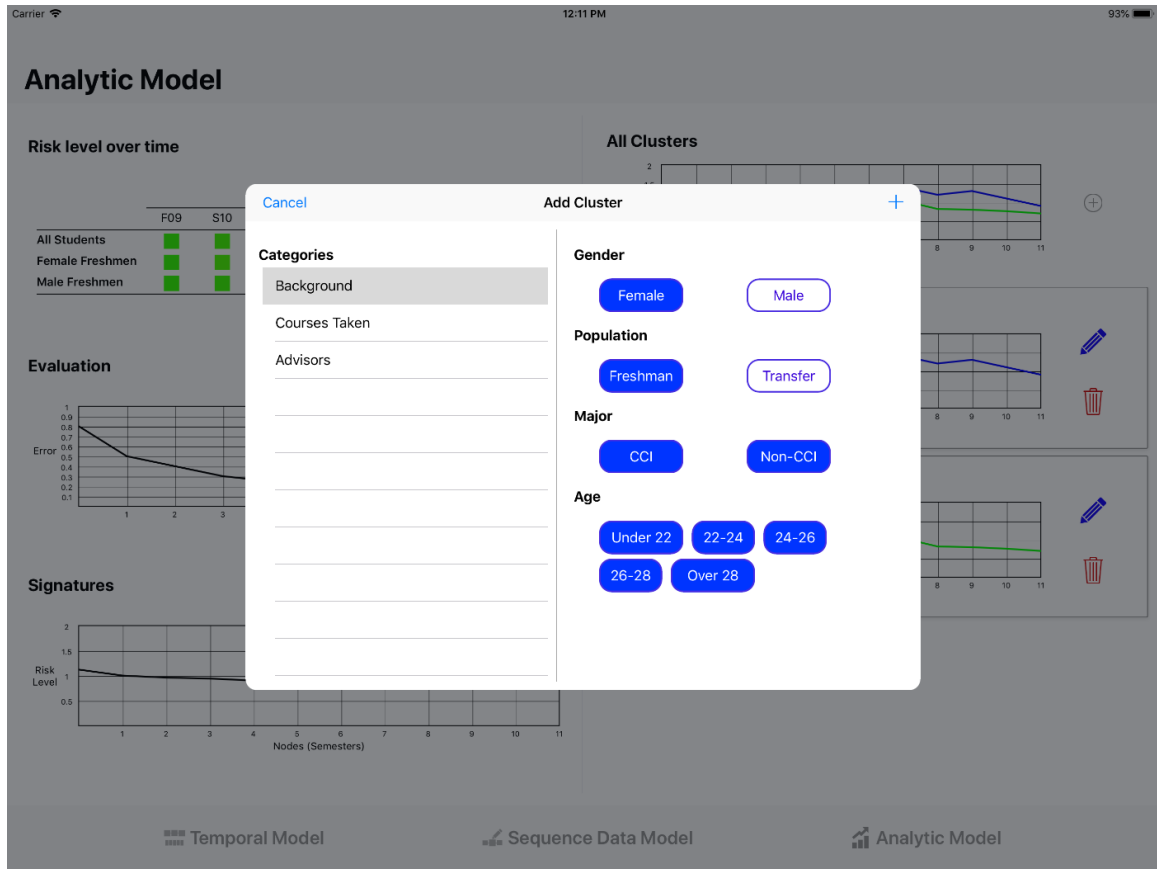 Carrier
12:11 PM
93%
Analytic Model
Risk level over time
F09 S10
All Students
Female Freshmen
Male Freshmen
Evaluation
1
0.9
0.8
0.7
Error 0.6
0.5
0.4
0.3
0.2
0.1
1 2 3
Signatures
2
1.5
Risk
Level 1
0.5
1 2 3 4 5 6 7 8 9 10 11
Nodes (Semesters)
All Clusters
2
8 9 10 11
8 9 10 11
8 9 10 11
Cancel
Add Cluster
+
Categories
Background
Courses Taken
Advisors
Gender
Female Male
Population
Freshman Transfer
Major
CCI Non-CCI
Age
Under 22 22-24 24-26
26-28 Over 28
Temporal Model
Sequence Data Model
Analytic Model